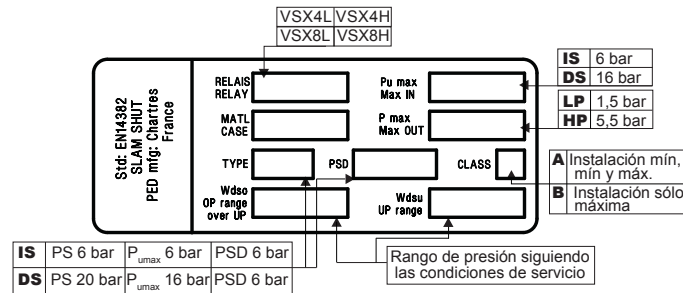 VSX4L VSX4H
VSX8L VSX8H
Std: EN14382
SLAM SHUT
PED mfg: Chartres
France
RELAIS
RELAY
Pu max
Max IN
MATL
CASE
P max
Max OUT
TYPE
PSD
CLASS
Wdso
OP range
over UP
Wdsu
UP range
IS 6 bar
DS 16 bar
LP 1,5 bar
HP 5,5 bar
A Instalación mín,
mín y máx.
B Instalación sólo
máxima
IS PS 6 bar Pumax 6 bar PSD 6 bar
DS PS 20 bar Pumax 16 bar PSD 6 bar
Rango de presión siguiendo
las condiciones de servicio